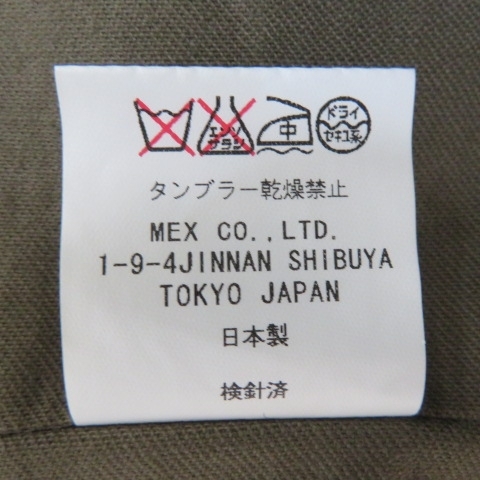 エンソ サラシ 中 ドライ セキユ系
タンブラー乾燥禁止
MEX CO.,LTD.
1-9-4JINNAN SHIBUYA
TOKYO JAPAN
日本製
検針済